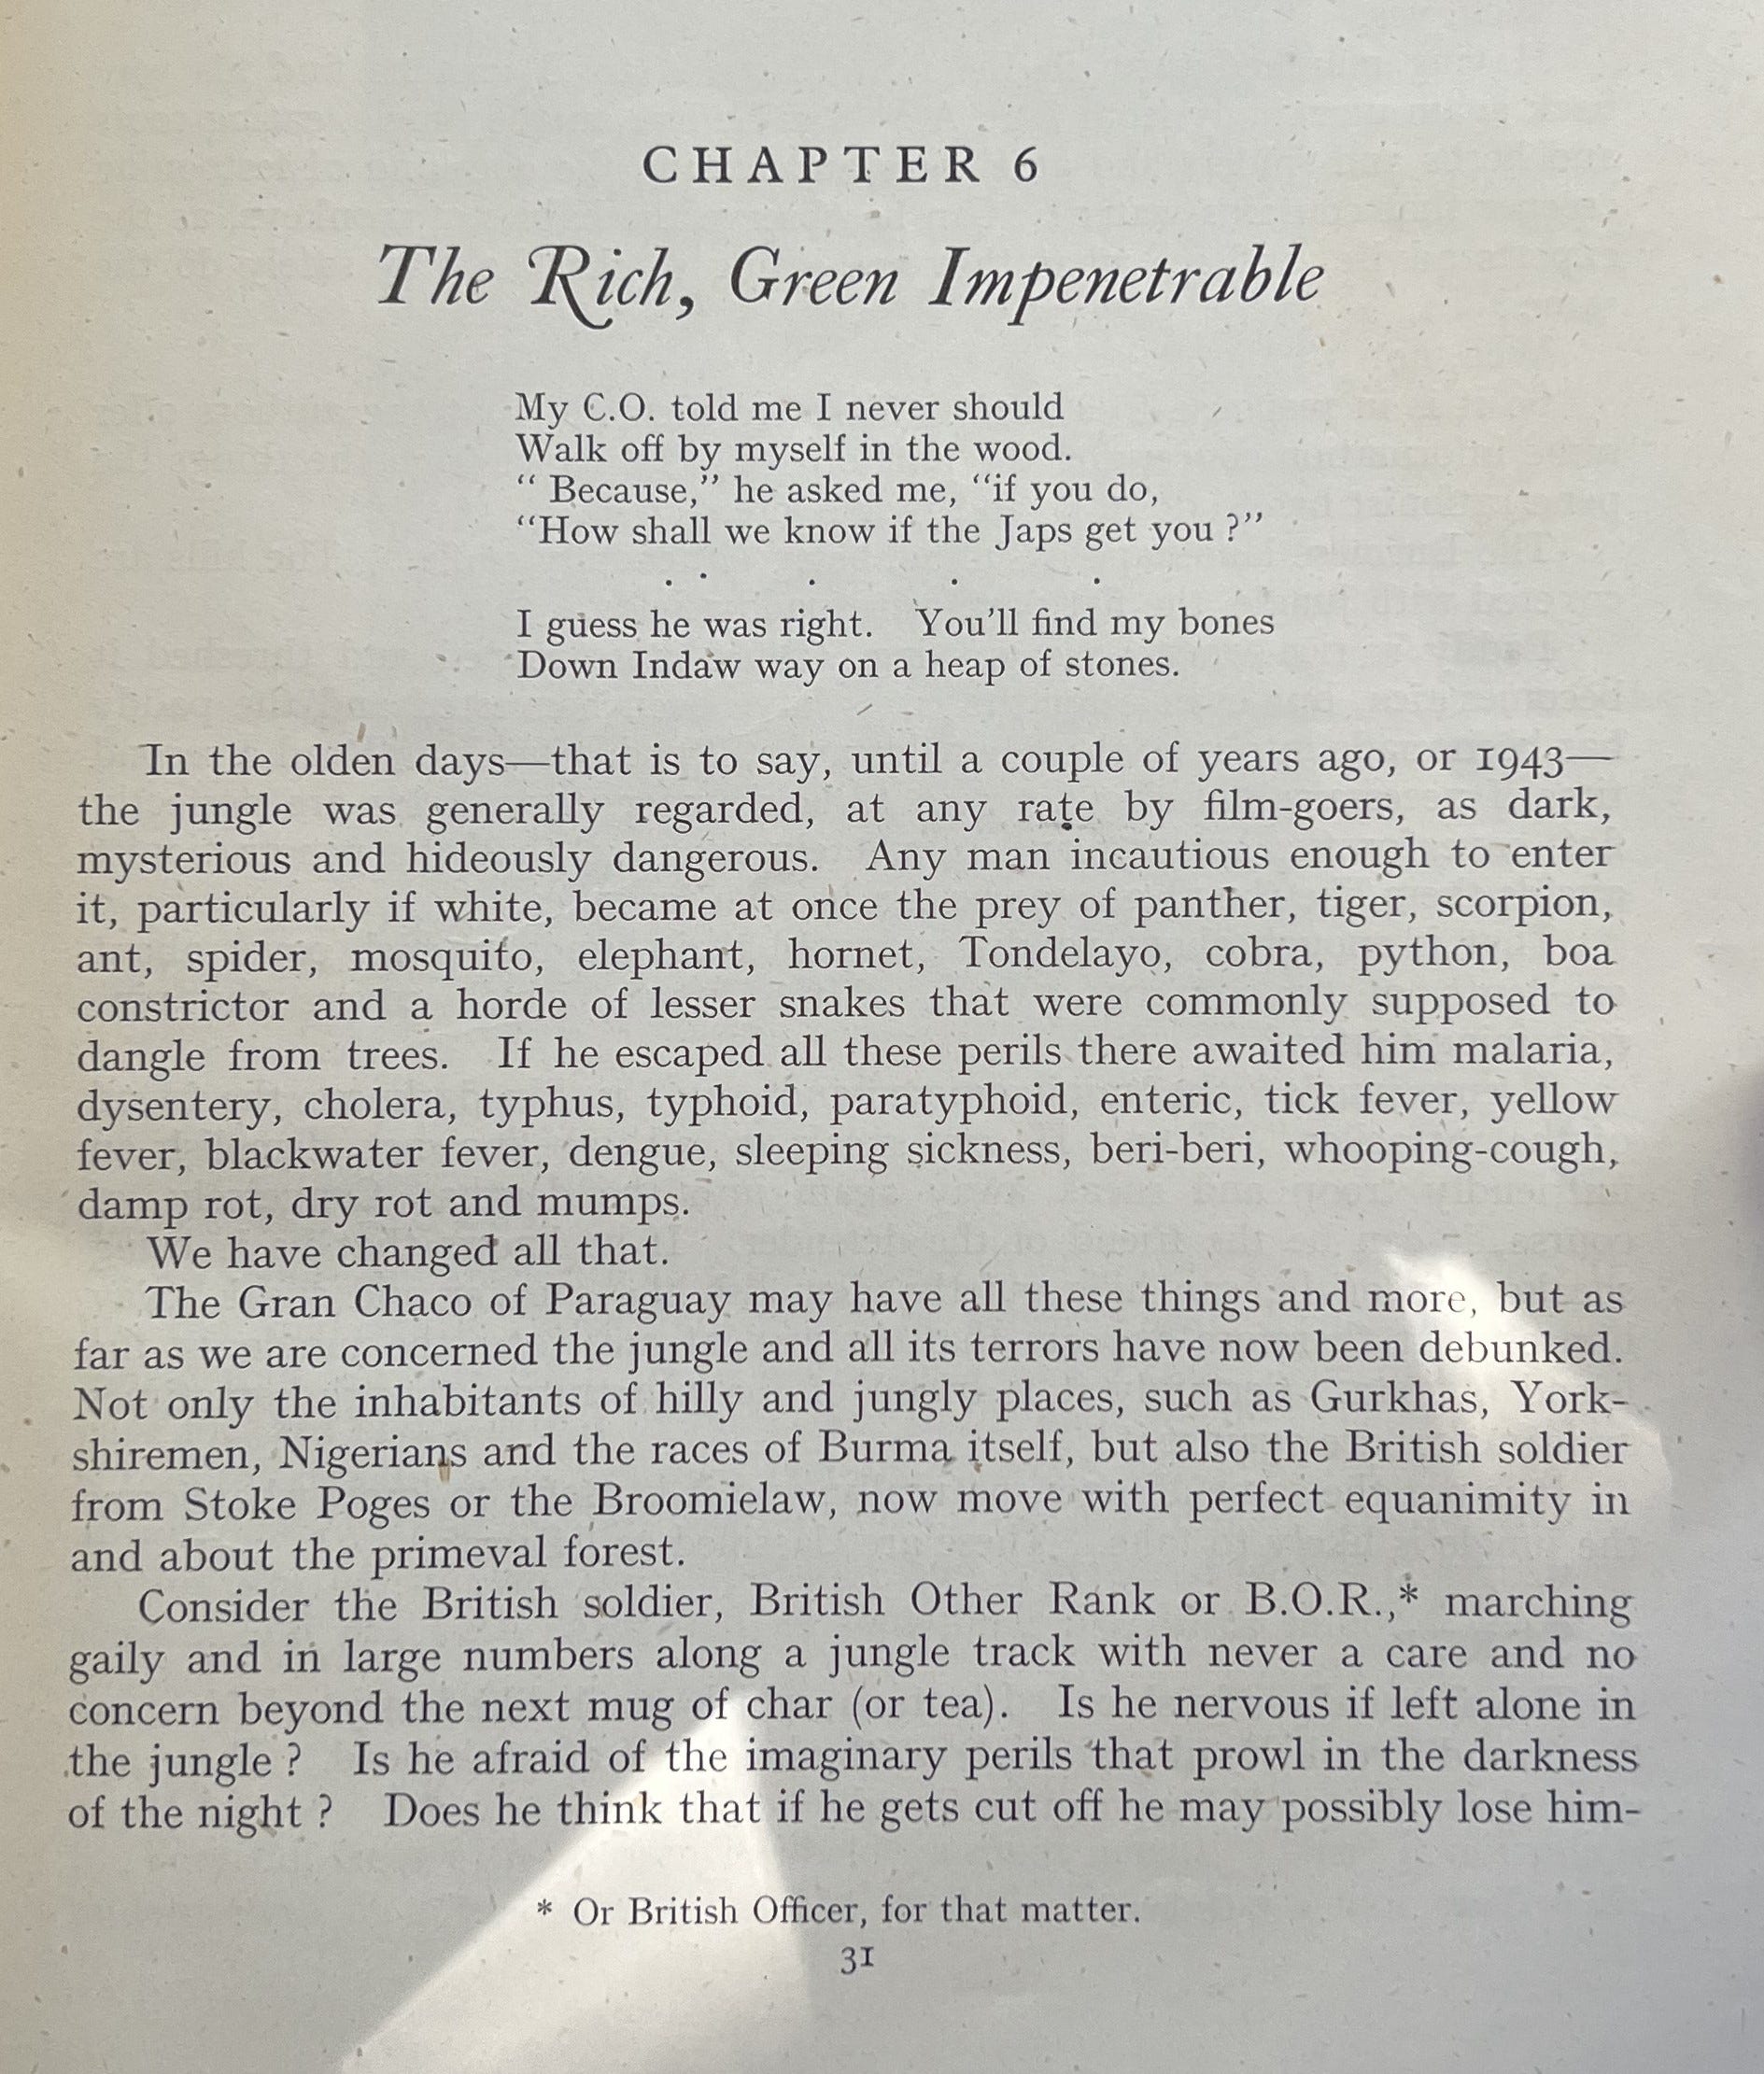 CHAPTER 6
The Rich, Green Impenetrable
My C.O. told me I never should
Walk off by myself in the wood.
“ Because,” he asked me, “if you do,
“How shall we know if the Japs get you ?”
. . . . .
I guess he was right. You'll find my bones
Down Indaw way on a heap of stones.
In the olden days—that is to say, until a couple of years ago, or 1943—
the jungle was generally regarded, at any rate by film-goers, as dark,
mysterious and hideously dangerous. Any man incautious enough to enter
it, particularly if white, became at once the prey of panther, tiger, scorpion,
ant, spider, mosquito, elephant, hornet, Tondelayo, cobra, python, boa
constrictor and a horde of lesser snakes that were commonly supposed to
dangle from trees. If he escaped all these perils there awaited him malaria,
dysentery, cholera, typhus, typhoid, paratyphoid, enteric, tick fever, yellow
fever, blackwater fever, dengue, sleeping sickness, beri-beri, whooping-cough,
damp rot, dry rot and mumps.
We have changed all that.
The Gran Chaco of Paraguay may have all these things and more, but as
far as we are concerned the jungle and all its terrors have now been debunked.
Not only the inhabitants of hilly and jungly places, such as Gurkhas, York-
shiremen, Nigerians and the races of Burma itself, but also the British soldier
from Stoke Poges or the Broomielaw, now move with perfect equanimity in
and about the primeval forest.
Consider the British soldier, British Other Rank or B.O.R.,* marching
gaily and in large numbers along a jungle track with never a care and no
concern beyond the next mug of char (or tea). Is he nervous if left alone in
the jungle ? Is he afraid of the imaginary perils that prowl in the darkness
of the night ? Does he think that if he gets cut off he may possibly lose him-
* Or British Officer, for that matter.
31